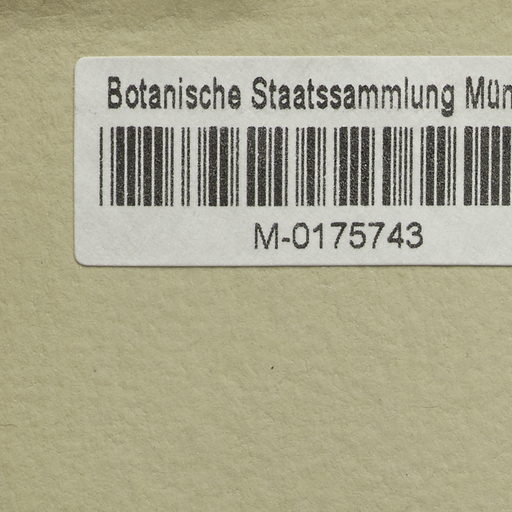 Botanische Staatssammlung Mün
M-0175743